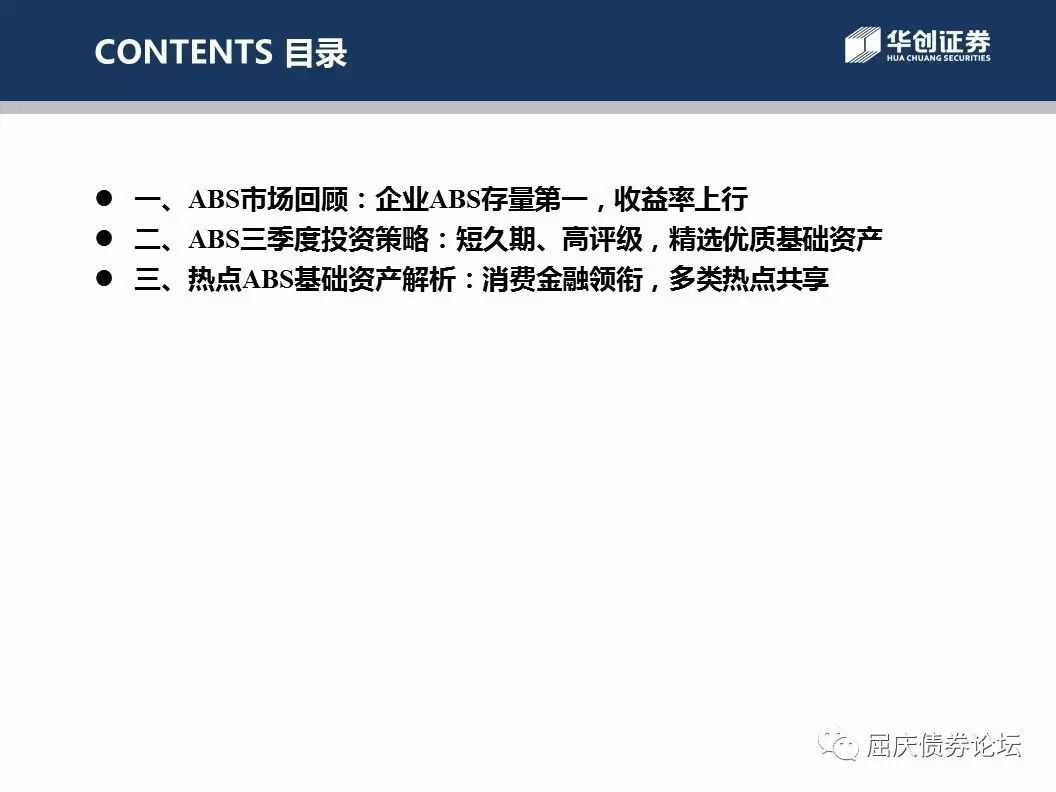 CONTENTS 目录
华创证券
HUA CHUANG SECURITIES
● 一、ABS市场回顾：企业ABS存量第一，收益率上行
● 二、ABS三季度投资策略：短久期、高评级，精选优质基础资产
● 三、热点ABS基础资产解析：消费金融领衔，多类热点共享
屈庆债券论坛